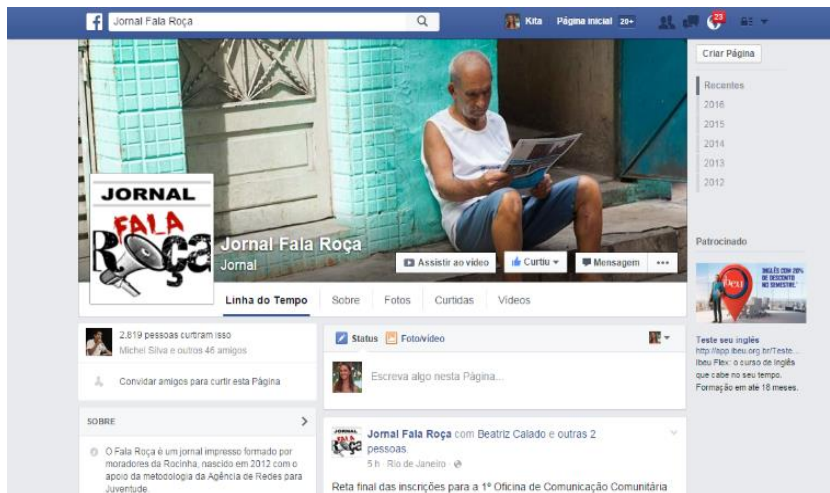 Jornal Fala Roça
Kita
Página inicial 20+
23
Criar Página
Recentes
2016
2015
2014
2013
2012
JORNAL
FALA
Roça
Jornal Fala Roça
Jornal
Assistir ao vídeo
Curtiu
Mensagem
Linha do Tempo Sobre Fotos Curtidas Vídeos
Patrocinado
INGLÊS COM 20%
DE DESCONTO
NO SEMESTRE.
ibeu
Teste seu inglês
http://app.ibeu.org.br/Teste...
Ibeu Flex: o curso de inglês
que cabe no seu tempo.
Formação em até 18 meses.
2.819 pessoas curtiram isso
Michel Silva e outros 46 amigos
Convidar amigos para curtir esta Página
SOBRE
O Fala Roça é um jornal impresso formado por
moradores da Rocinha, nascido em 2012 com o
apoio da metodologia da Agência de Redes para
Juventude.
Status Foto/vídeo
Escreva algo nesta Página...
Jornal Fala Roça com Beatriz Calado e outras 2
pessoas.
5 h · Rio de Janeiro
Reta final das inscrições para a 1º Oficina de Comunicação Comunitária